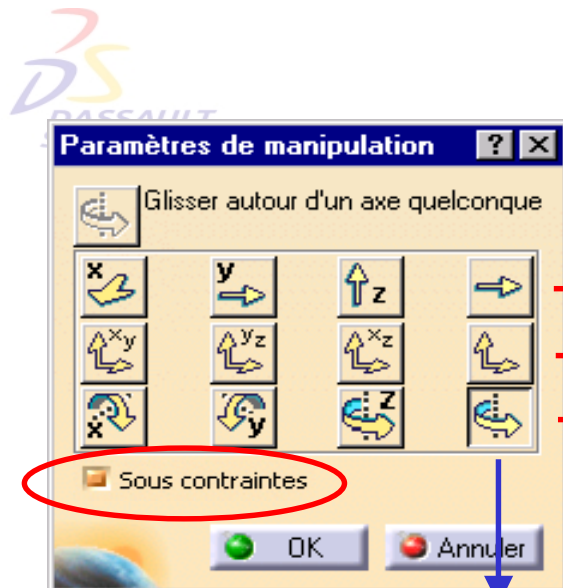 DASSAULT
Paramètres de manipulation
Glisser autour d'un axe quelconque
x y z
xy yz xz
x y z
Sous contraintes
OK Annuler